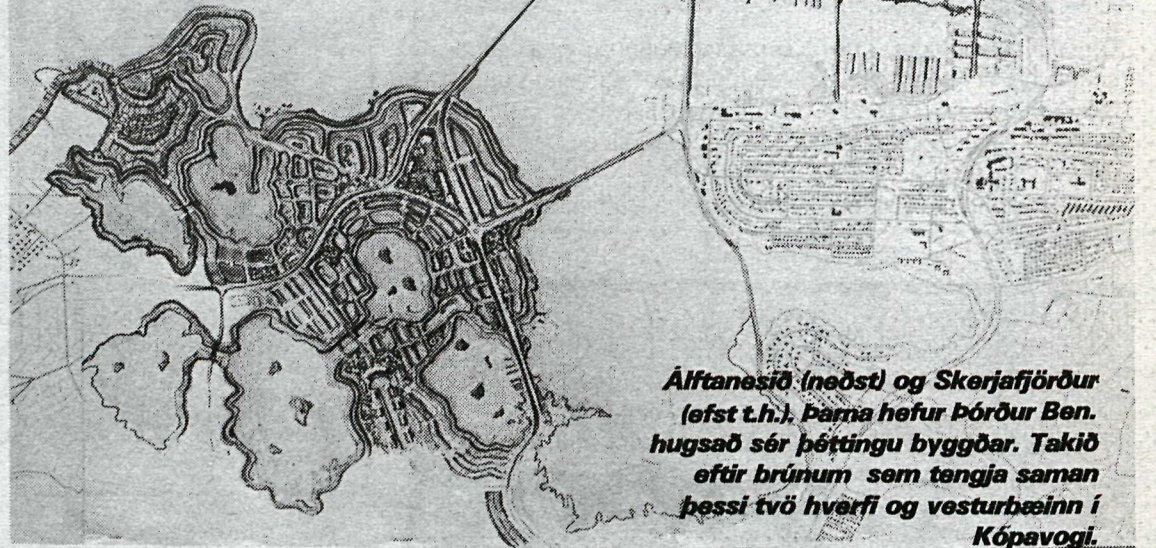 Álftanesið (neðst) og Skerjafjörður
(efst t.h.). Þarna hefur Þórður Ben.
hugsað sér þéttingu byggðar. Takið
eftir brúnum sem tengja saman
þessi tvö hverfi og vesturbæinn í
Kópavogi.